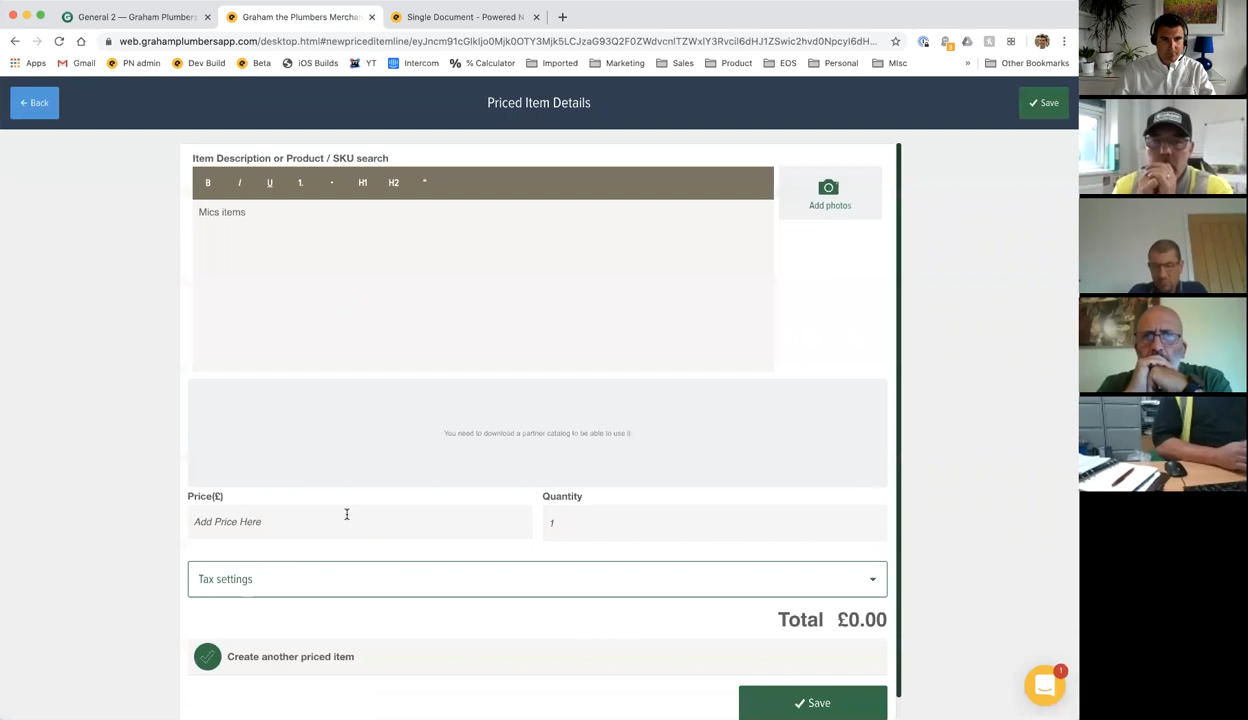 General 2 — Graham Plumbers
Graham the Plumbers Merchan
Single Document - Powered N
web.grahamplumbersapp.com/desktop.html#newpriceditemline/
Apps
Gmail
PN admin
Dev Build
Beta
iOS Builds
YT
Intercom
% Calculator
Imported
Marketing
Sales
Product
EOS
Personal
MIsc
»
Other Bookmarks
← Back
Priced Item Details
Save
Item Description or Product / SKU search
B I U 1. · H1 H2 "
Mics items
Add photos
You need to download a partner catalog to be able to use it
Price(£)
Quantity
Add Price Here
1
Tax settings
Total £0.00
Create another priced item
Save
1